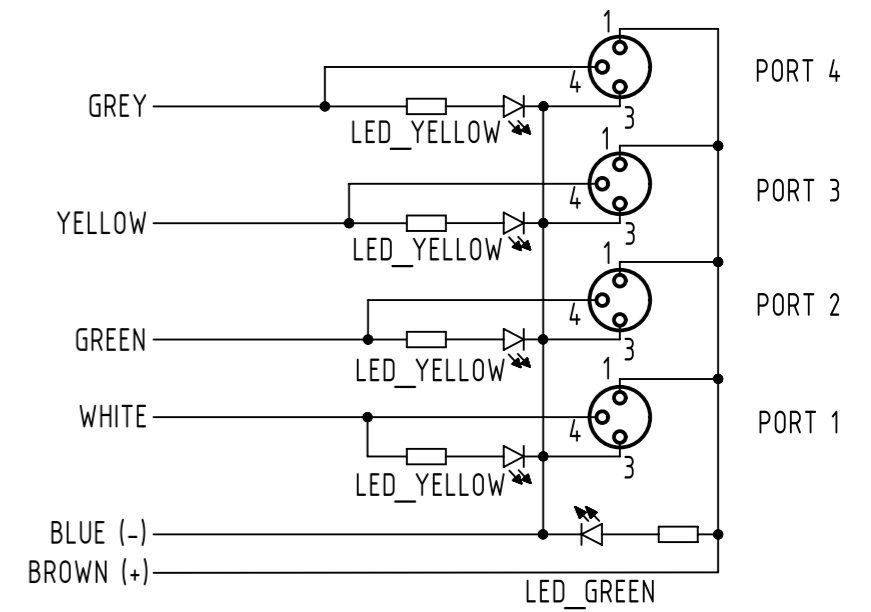 1
PORT 4
4
GREY
LED_YELLOW
3
1
PORT 3
4
YELLOW
LED_YELLOW
3
1
PORT 2
4
GREEN
LED_YELLOW
3
1
WHITE
PORT 1
4
LED_YELLOW
3
BLUE (-)
BROWN (+)
LED_GREEN